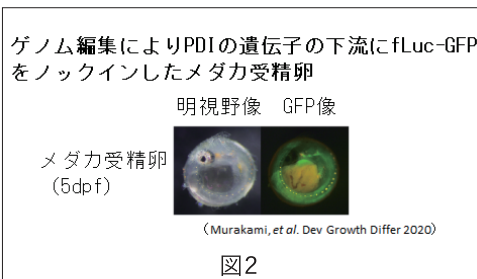 ゲノム編集によりPDIの遺伝子の下流にfLuc-GFP
をノックインしたメダカ受精卵
明視野像 GFP像
メダカ受精卵
(5dpf)
(Murakami, et al. Dev Growth Differ 2020)
図2